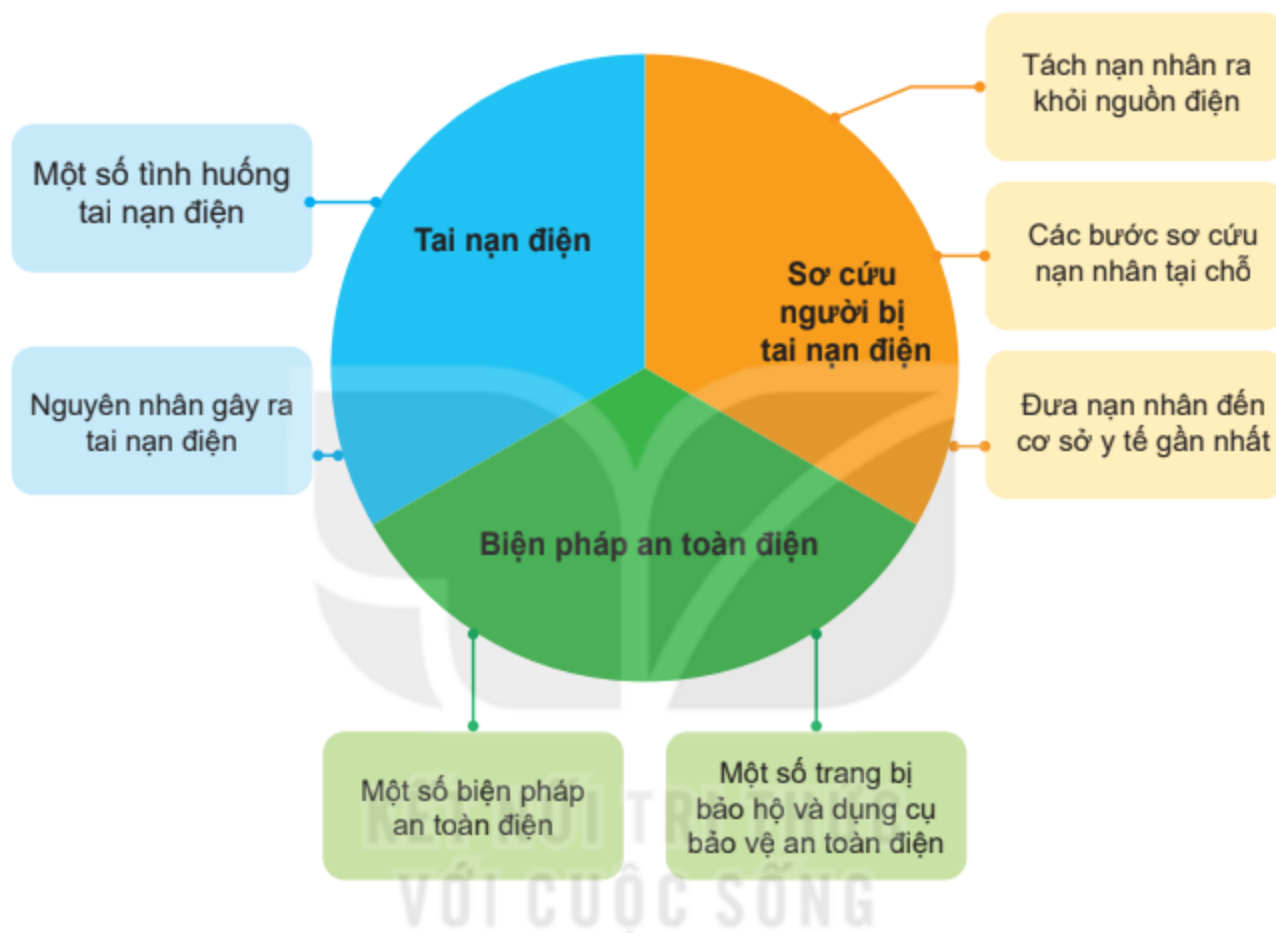 Tách nạn nhân ra
khỏi nguồn điện
Một số tình huống
tai nạn điện
Tai nạn điện
Các bước sơ cứu
nạn nhân tại chỗ
Sơ cứu
người bị
tai nạn điện
Nguyên nhân gây ra
tai nạn điện
Đưa nạn nhân đến
cơ sở y tế gần nhất
Biện pháp an toàn điện
Một số biện pháp
an toàn điện
Một số trang bị
bảo hộ và dụng cụ
bảo vệ an toàn điện
KẾT NỐI TRI THỨC
VỚI CUỘC SỐNG